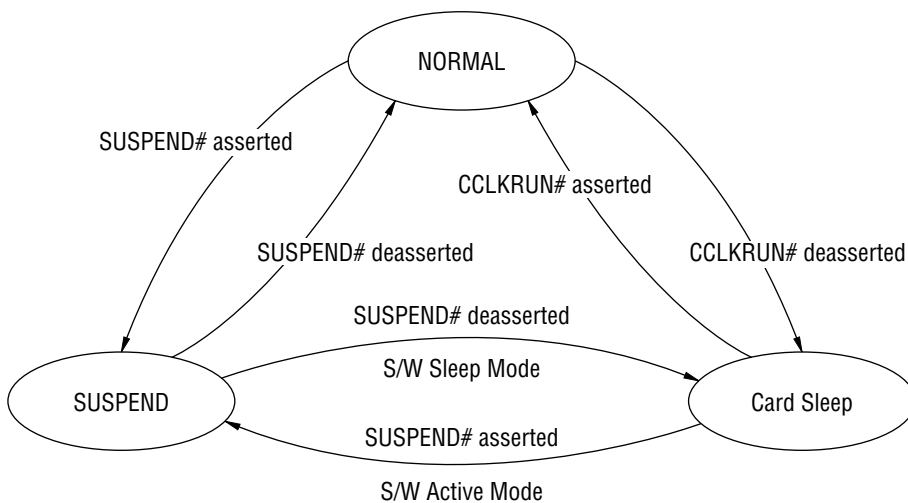 NORMAL
SUSPEND# asserted
CCLKRUN# asserted
SUSPEND# deasserted
CCLKRUN# deasserted
SUSPEND# deasserted
S/W Sleep Mode
SUSPEND
Card Sleep
SUSPEND# asserted
S/W Active Mode